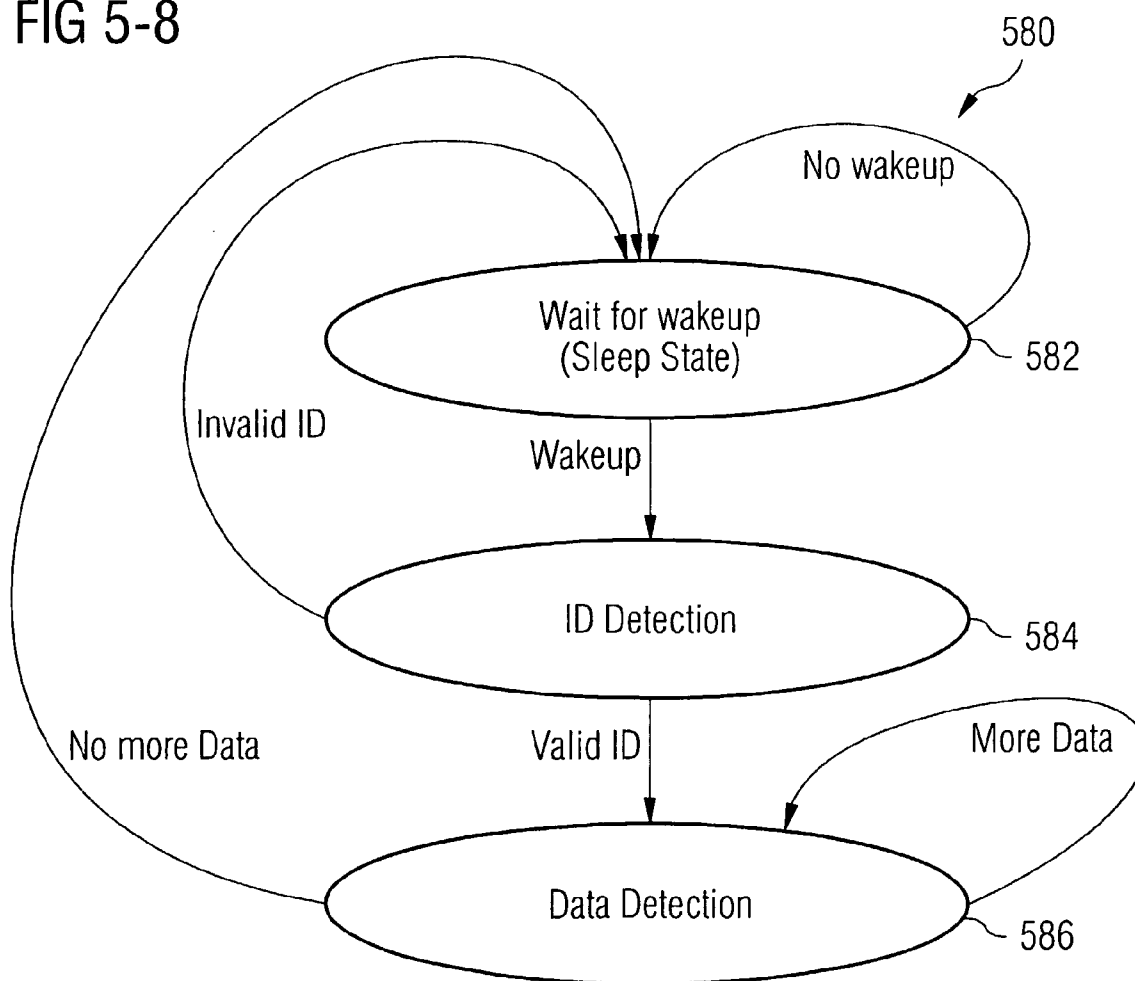 FIG 5-8
580
No wakeup
Wait for wakeup
(Sleep State)
582
Invalid ID
Wakeup
ID Detection
584
No more Data
Valid ID
More Data
Data Detection
586